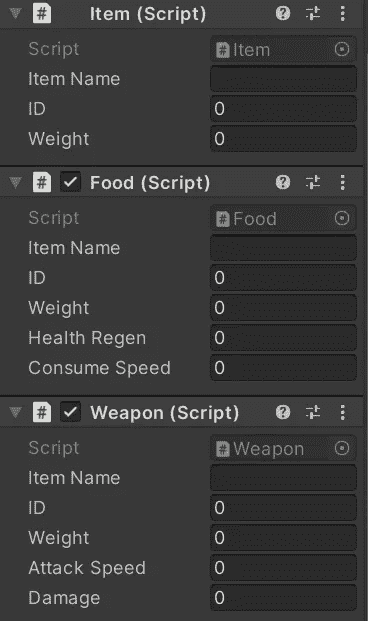 # Item (Script)
Script # Item
Item Name
ID 0
Weight 0
# Food (Script)
Script # Food
Item Name
ID 0
Weight 0
Health Regen 0
Consume Speed 0
# Weapon (Script)
Script # Weapon
Item Name
ID 0
Weight 0
Attack Speed 0
Damage 0